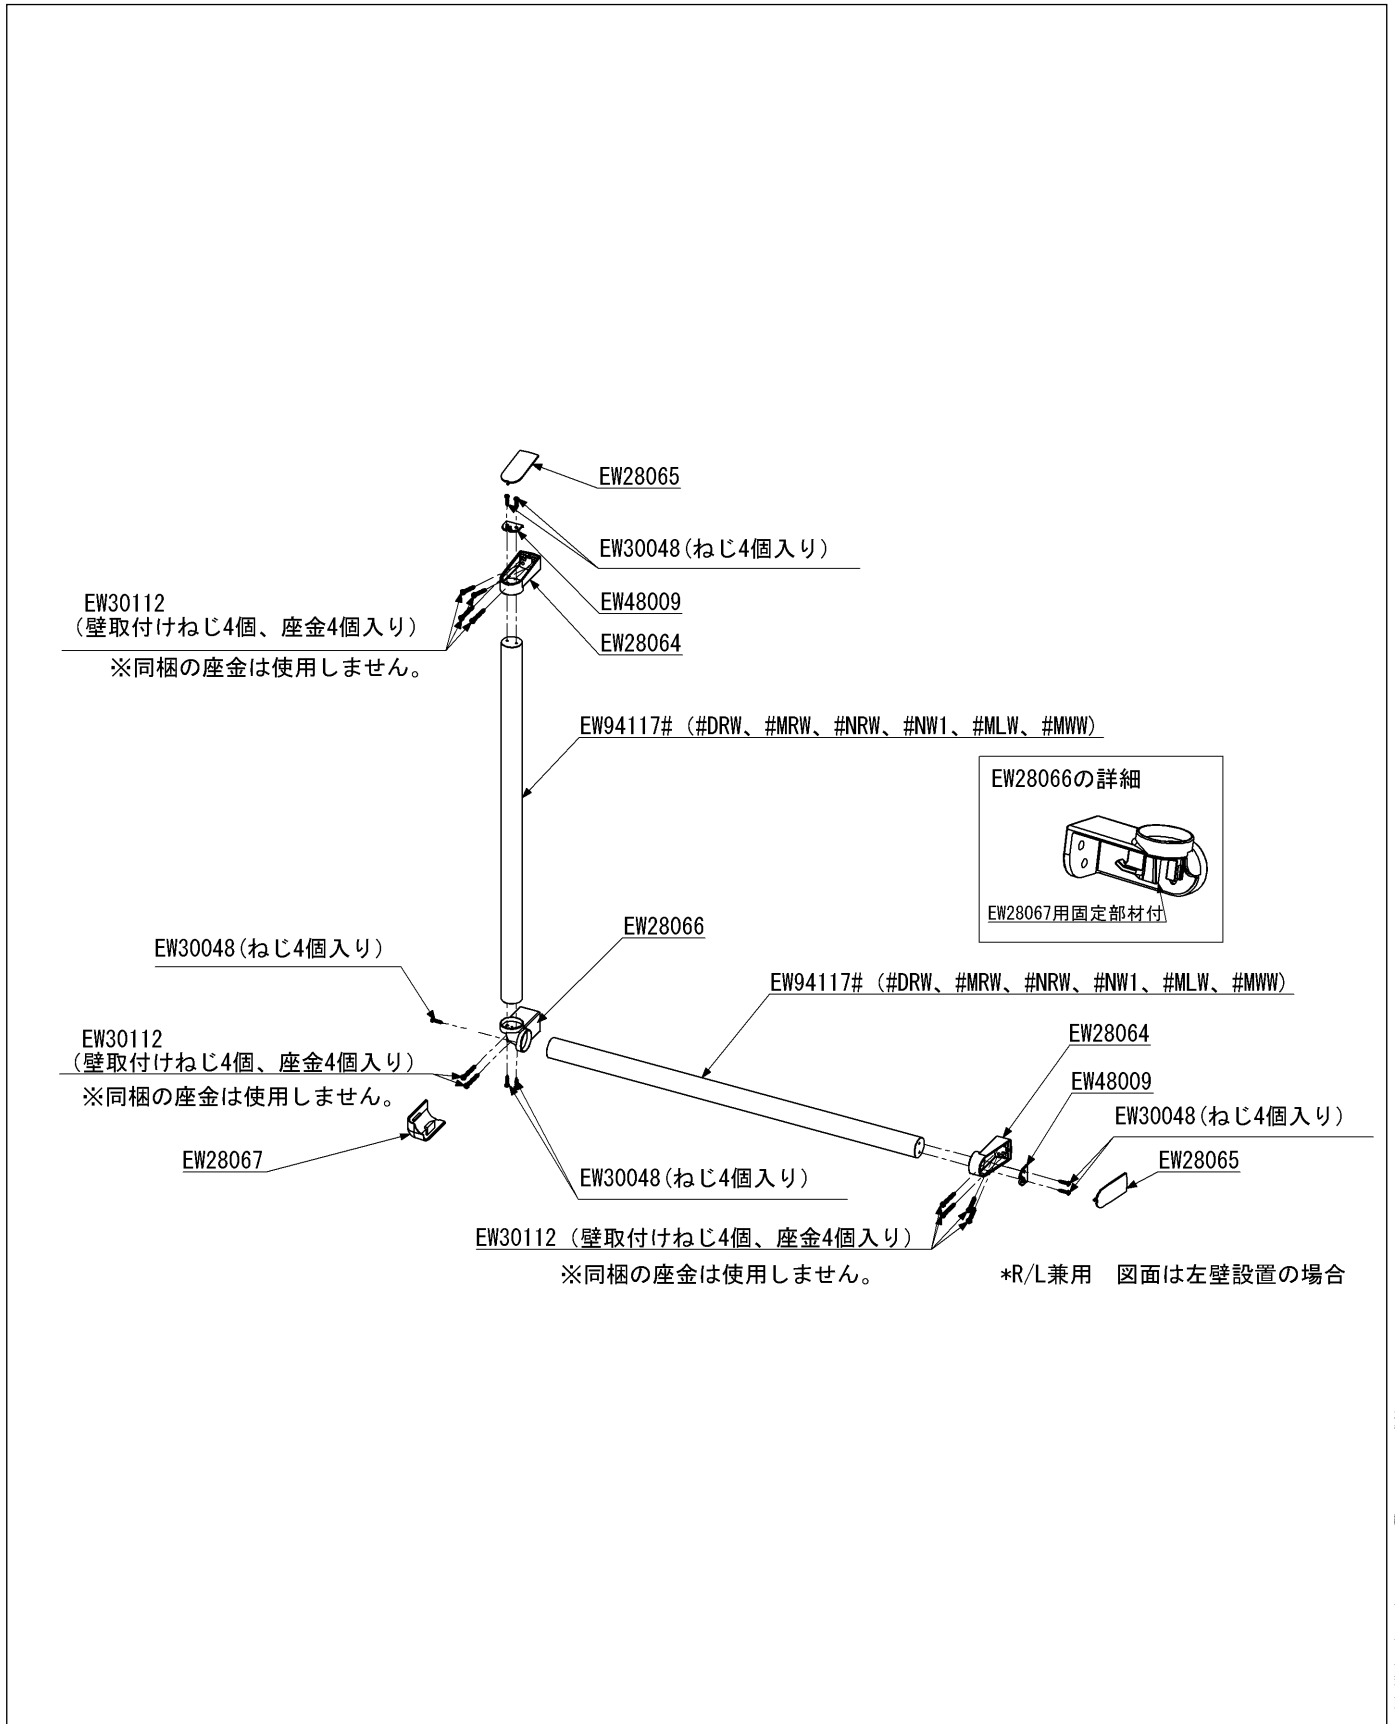 EW28065
EW30048(ねじ4個入り)
EW48009
EW28064
EW30112
(壁取付けねじ4個、座金4個入り)
※同梱の座金は使用しません。
EW94117# (#DRW、#MRW、#NRW、#NW1、#MLW、#MWW)
EW28066の詳細
EW28067用固定部材付
EW28066
EW30048(ねじ4個入り)
EW94117# (#DRW、#MRW、#NRW、#NW1、#MLW、#MWW)
EW30112
(壁取付けねじ4個、座金4個入り)
※同梱の座金は使用しません。
EW28064
EW48009
EW30048(ねじ4個入り)
EW28065
EW28067
EW30048(ねじ4個入り)
EW30112 (壁取付けねじ4個、座金4個入り)
※同梱の座金は使用しません。
*R/L兼用 図面は左壁設置の場合